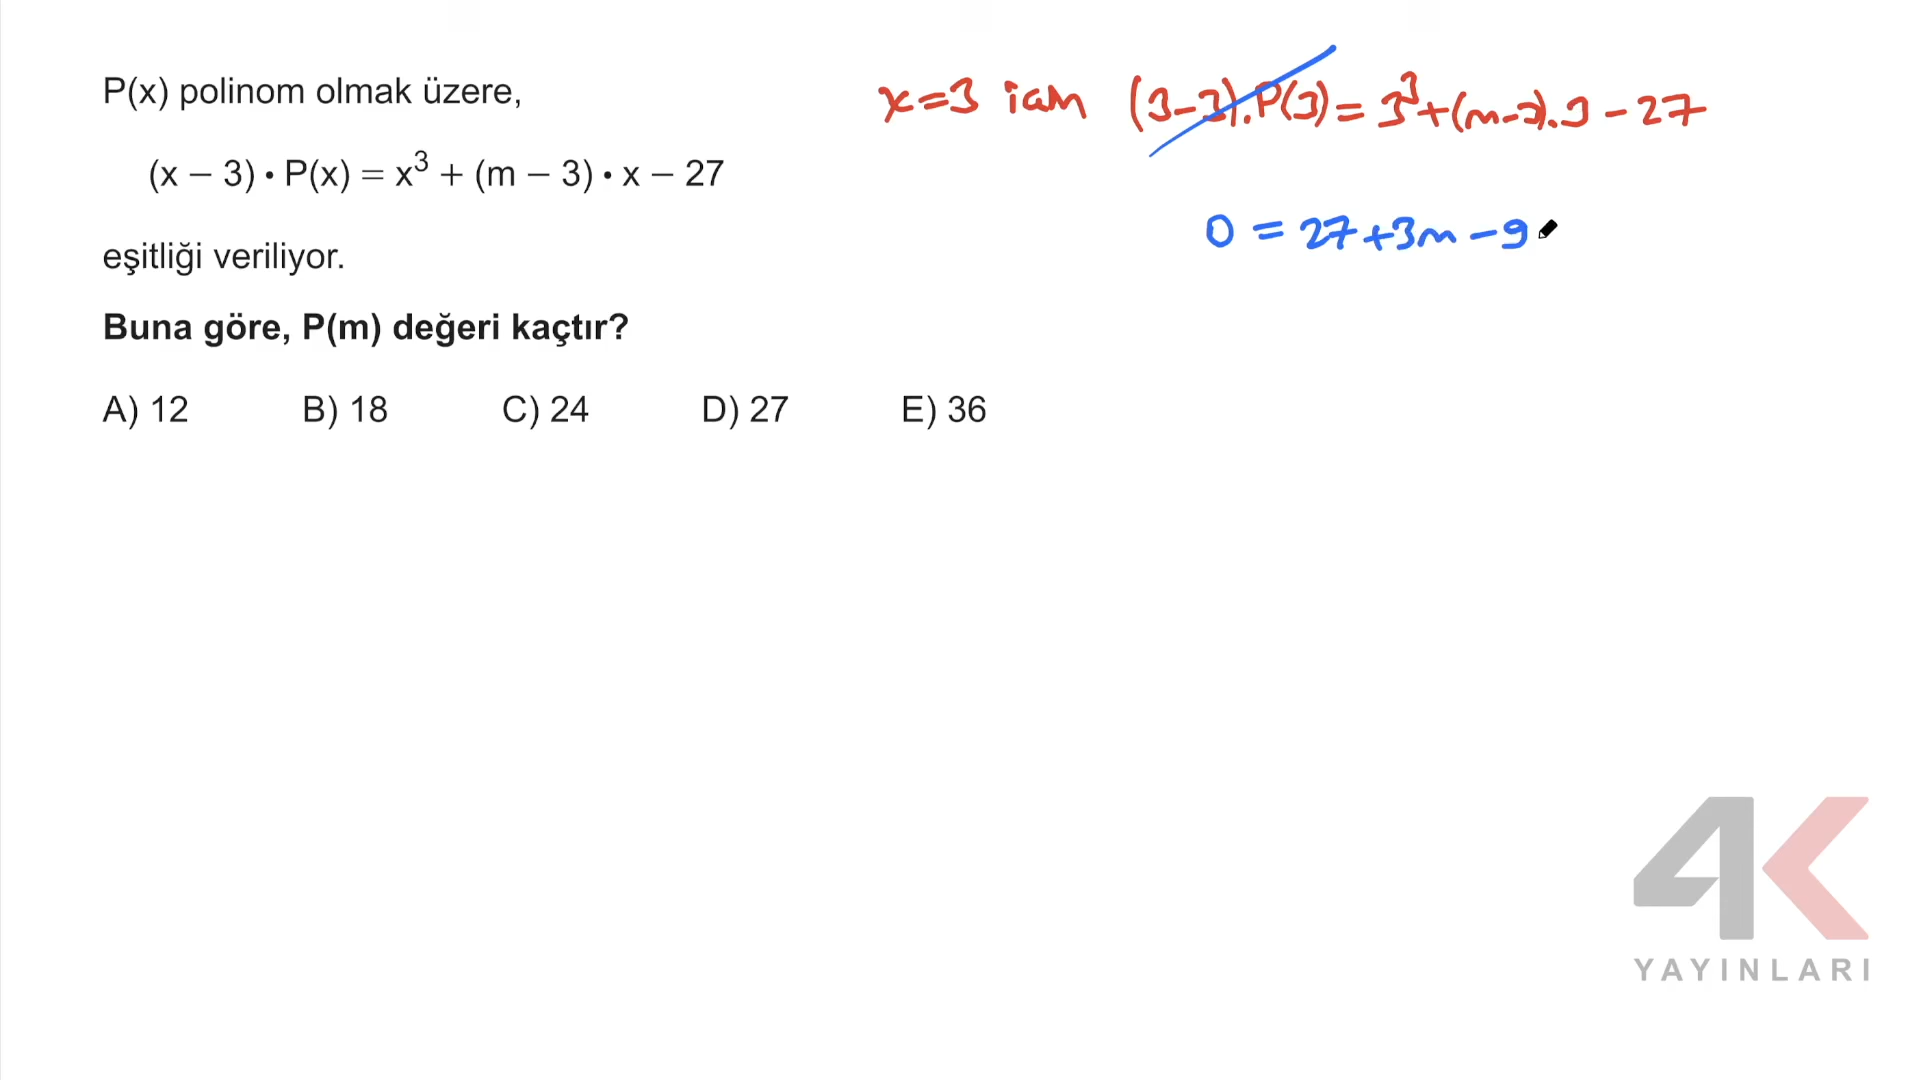 P(x) polinom olmak üzere,
(x – 3) • P(x) = x³ + (m – 3) • x – 27
eşitliği veriliyor.
Buna göre, P(m) değeri kaçtır?
A) 12 B) 18 C) 24 D) 27 E) 36
x=3 için (3-3).P(3) = 3³+(m-3).3-27
0 = 27+3m-9
4K
YAYINLARI